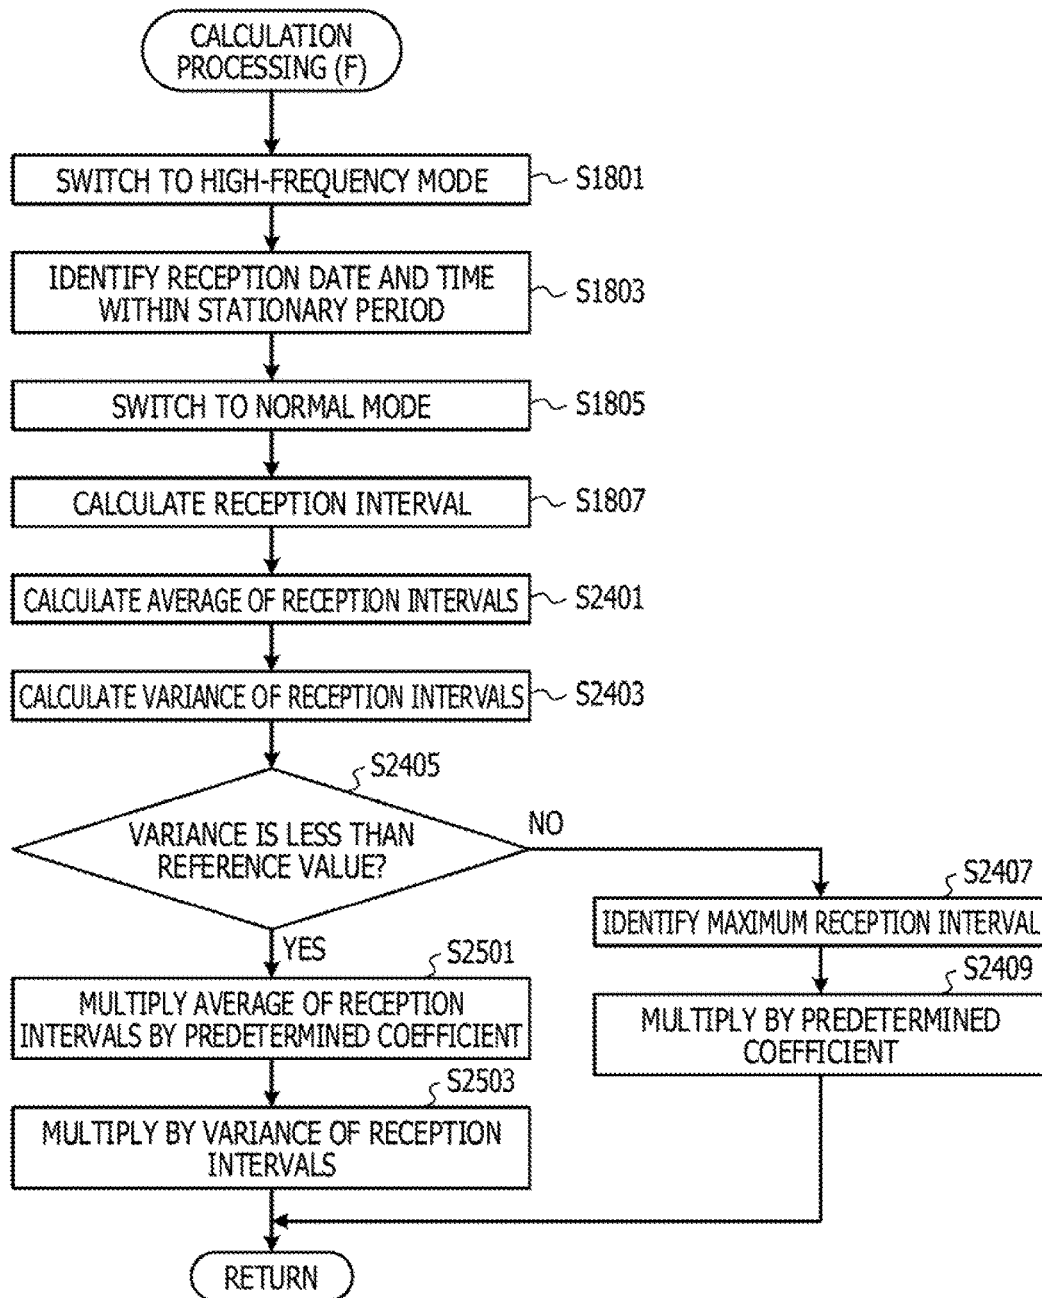 CALCULATION
PROCESSING (F)
SWITCH TO HIGH-FREQUENCY MODE
S1801
IDENTIFY RECEPTION DATE AND TIME
WITHIN STATIONARY PERIOD
S1803
SWITCH TO NORMAL MODE
S1805
CALCULATE RECEPTION INTERVAL
S1807
CALCULATE AVERAGE OF RECEPTION INTERVALS
S2401
CALCULATE VARIANCE OF RECEPTION INTERVALS
S2403
S2405
VARIANCE IS LESS THAN
REFERENCE VALUE?
NO
YES
S2407
IDENTIFY MAXIMUM RECEPTION INTERVAL
S2409
MULTIPLY BY PREDETERMINED
COEFFICIENT
S2501
MULTIPLY AVERAGE OF RECEPTION
INTERVALS BY PREDETERMINED COEFFICIENT
S2503
MULTIPLY BY VARIANCE OF RECEPTION
INTERVALS
RETURN